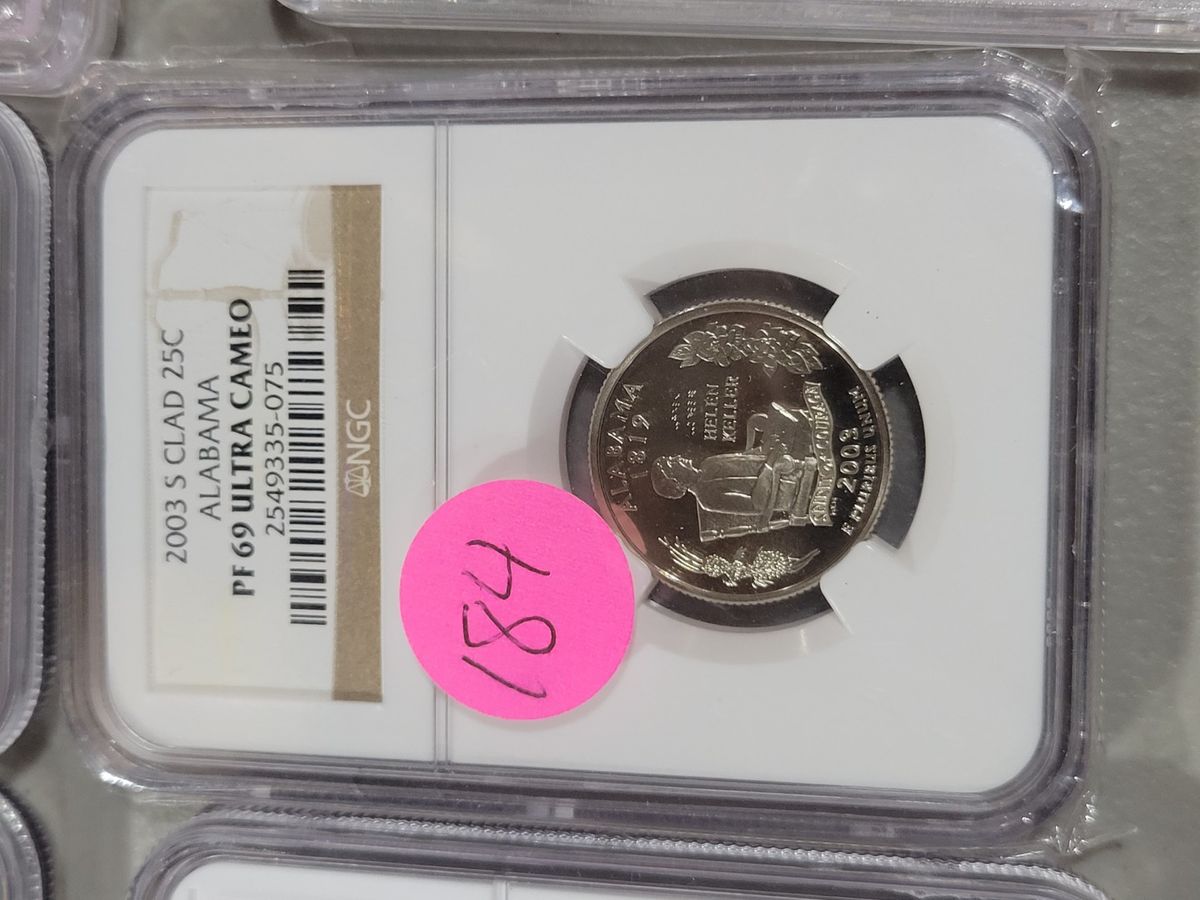 2003 S CLAD 25C
ALABAMA
PF 69 ULTRA CAMEO
2549335-075
NGC
184
ALABAMA
1819
HELEN
KELLER
SPIRIT of COURAGE
2003
E PLURIBUS UNUM